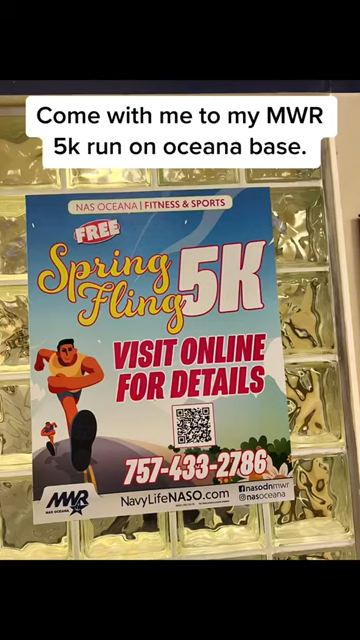 Come with me to my MWR
5k run on oceana base.
NAS OCEANA | FITNESS & SPORTS
FREE
Spring
Fling 5K
VISIT ONLINE
FOR DETAILS
757-433-2786
MWR
NAS OCEANA
NavyLifeNASO.com
nasodnmwr
nasoceana